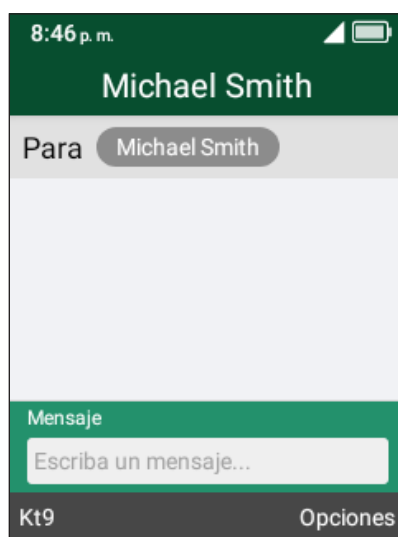 8:46 p. m.
Michael Smith
Para Michael Smith
Mensaje
Escriba un mensaje...
Kt9 Opciones